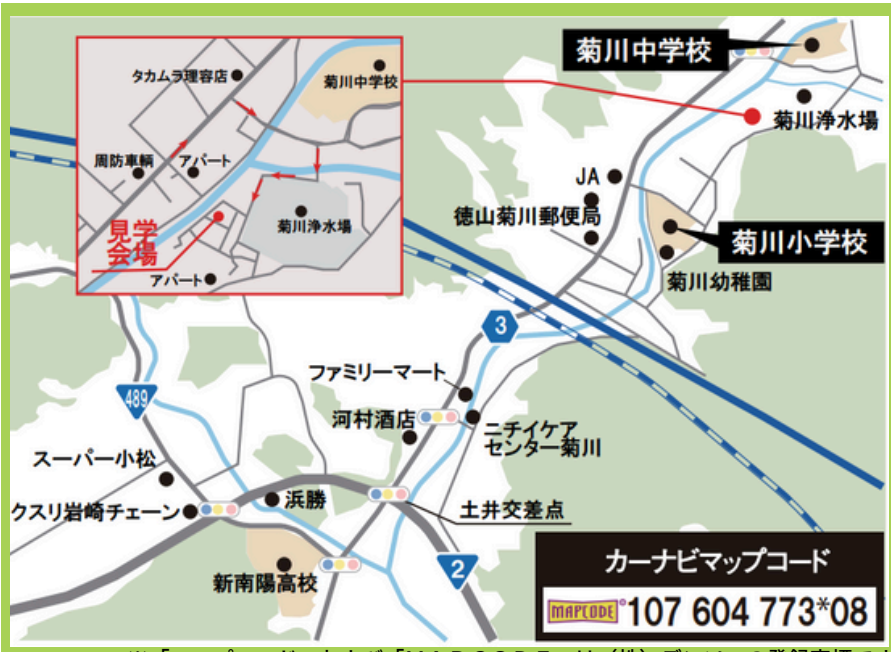 菊川中学校
タカムラ理容店
菊川中学校
周防車輌
アパート
菊川浄水場
見学
会場
アパート
菊川浄水場
JA
徳山菊川郵便局
菊川小学校
菊川幼稚園
3
ファミリーマート
489
河村酒店
ニチイケア
センター菊川
スーパー小松
クスリ岩崎チェーン
浜勝
土井交差点
2
新南陽高校
カーナビマップコード
MAPCODE® 107 604 773*08